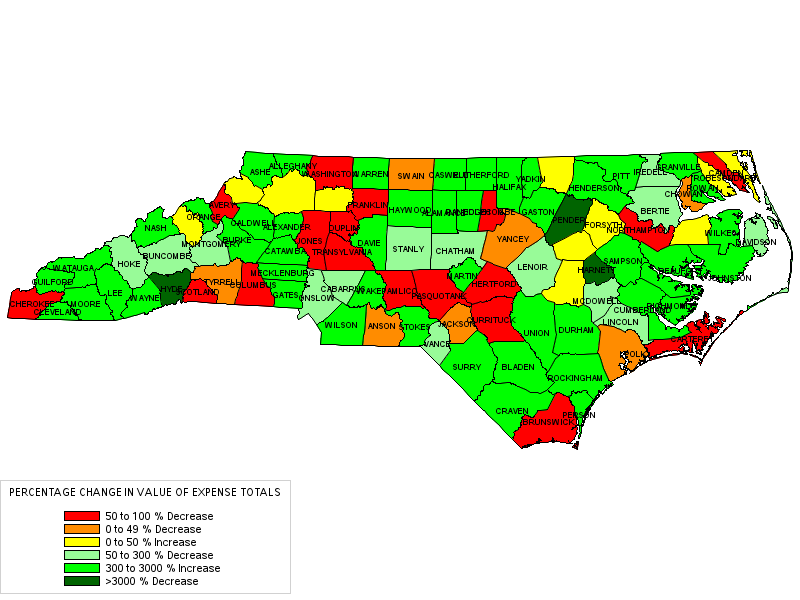 ASHE
ALLEGHANY
WASHINGTON
WARREN
SWAIN
CASWE
RUTHERFORD
HALIFAX
YADKIN
HENDERSON
PITT
IREDELL
GRANVILLE
CAMDEN
CHOWAN
ROWAN
AVERY
FRANKLIN
HAYWOOD
GASTON
PENDER
BERTIE
ORANGE
CALDWELL
ALEXANDER
DUPLIN
FORSYTH
NORTHAMPTON
WILKES
NASH
BURKE
JONES
DAVIE
YANCEY
DAVIDSON
MONTGOMERY
CATAWBA
TRANSYLVANIA
STANLY
CHATHAM
BUNCOMBE
HOKE
LENOIR
HARNETT
SAMPSON
WATAUGA
MECKLENBURG
MARTIN
BEAUFORT
JOHNSTON
GUILFORD
TYRREL
COLUMBUS
CABARRUS
WAKE
PAMLICO
HERTFORD
HYDE
SCOTLAND
LEE
WAYNE
GATES
ONSLOW
PASQUOTANK
MCDOWELL
CHEROKEE
MOORE
CLEVELAND
CUMBERLAND
RICHMOND
WILSON
ANSON
STOKES
JACKSON
CURRITUCK
LINCOLN
UNION
DURHAM
VANCE
CARTERET
POLK
SURRY
BLADEN
ROCKINGHAM
CRAVEN
PERSON
BRUNSWICK
PERCENTAGE CHANGE IN VALUE OF EXPENSE TOTALS
50 to 100 % Decrease
0 to 49 % Decrease
0 to 50 % Increase
50 to 300 % Decrease
300 to 3000 % Increase
>3000 % Decrease